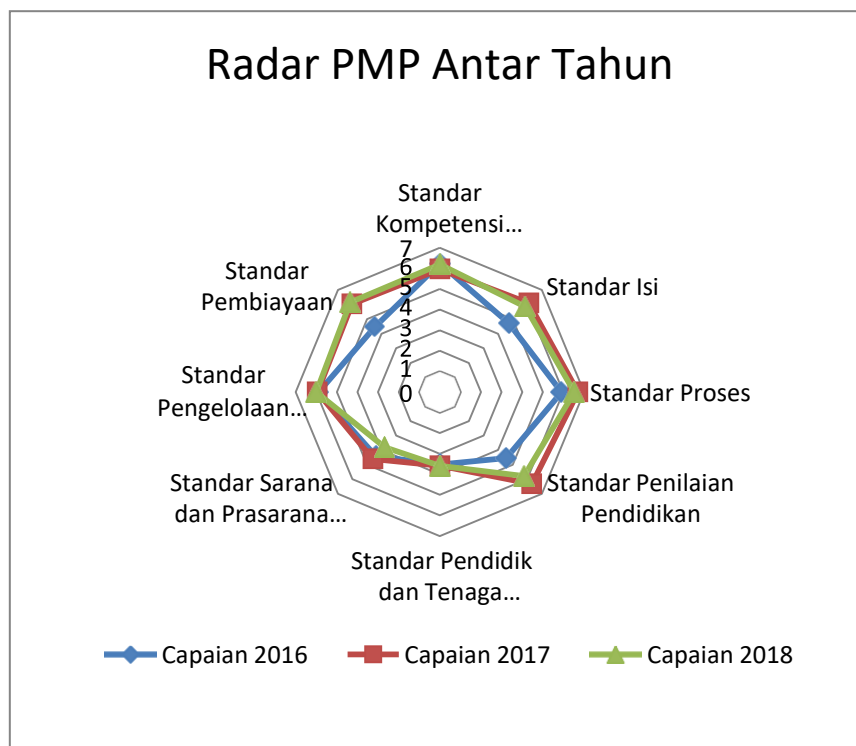 Radar PMP Antar Tahun
Standar
Kompetensi...
Standar Isi
Standar Proses
Standar Penilaian
Pendidikan
Standar Pendidik
dan Tenaga...
Standar Sarana
dan Prasarana...
Standar
Pengelolaan...
Standar
Pembiayaan
7
6
5
4
3
2
1
0
Capaian 2016
Capaian 2017
Capaian 2018